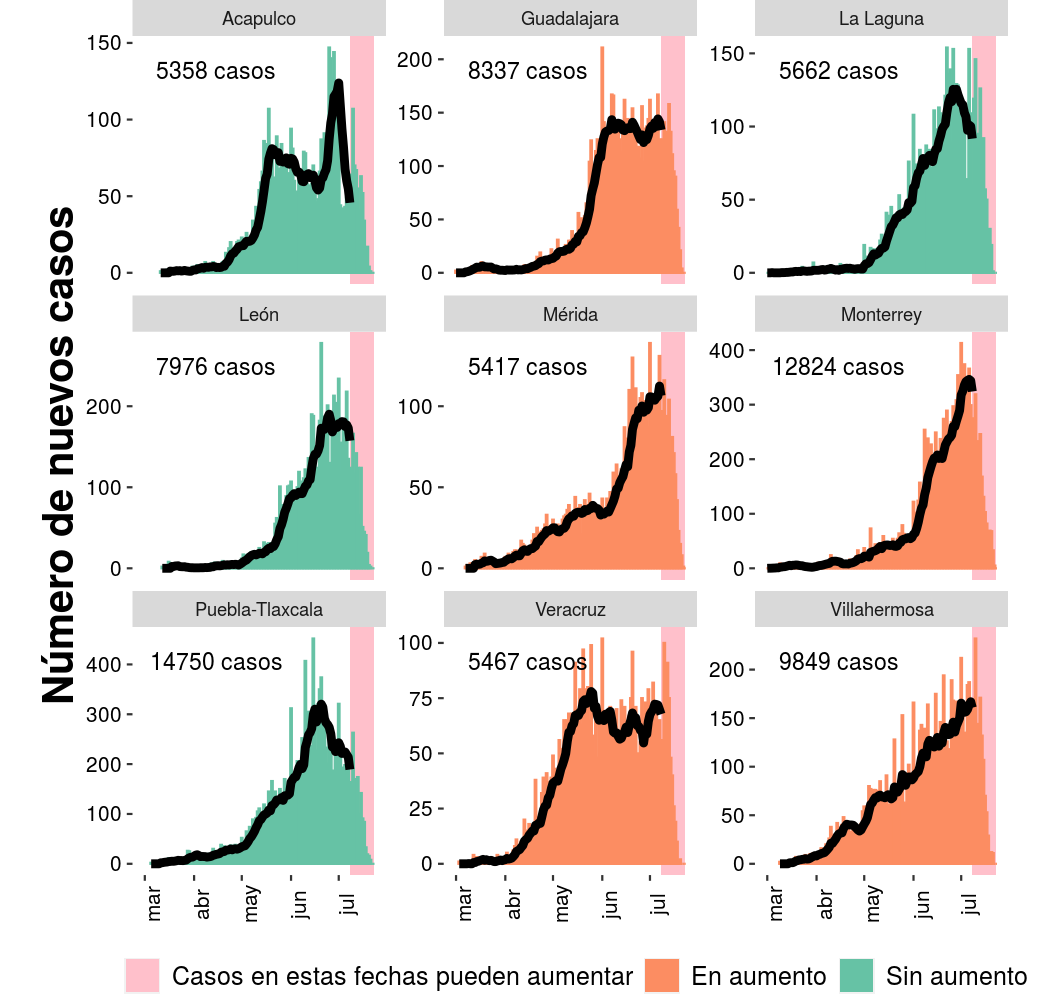 Número de nuevos casos
Acapulco
5358 casos
150
100
50
0
Guadalajara
8337 casos
200
150
100
50
0
La Laguna
5662 casos
150
100
50
0
León
7976 casos
200
100
0
Mérida
5417 casos
100
50
0
Monterrey
12824 casos
400
300
200
100
0
Puebla-Tlaxcala
14750 casos
400
300
200
100
0
mar abr may jun jul
Veracruz
5467 casos
100
75
50
25
0
mar abr may jun jul
Villahermosa
9849 casos
200
150
100
50
0
mar abr may jun jul
Casos en estas fechas pueden aumentar En aumento Sin aumento